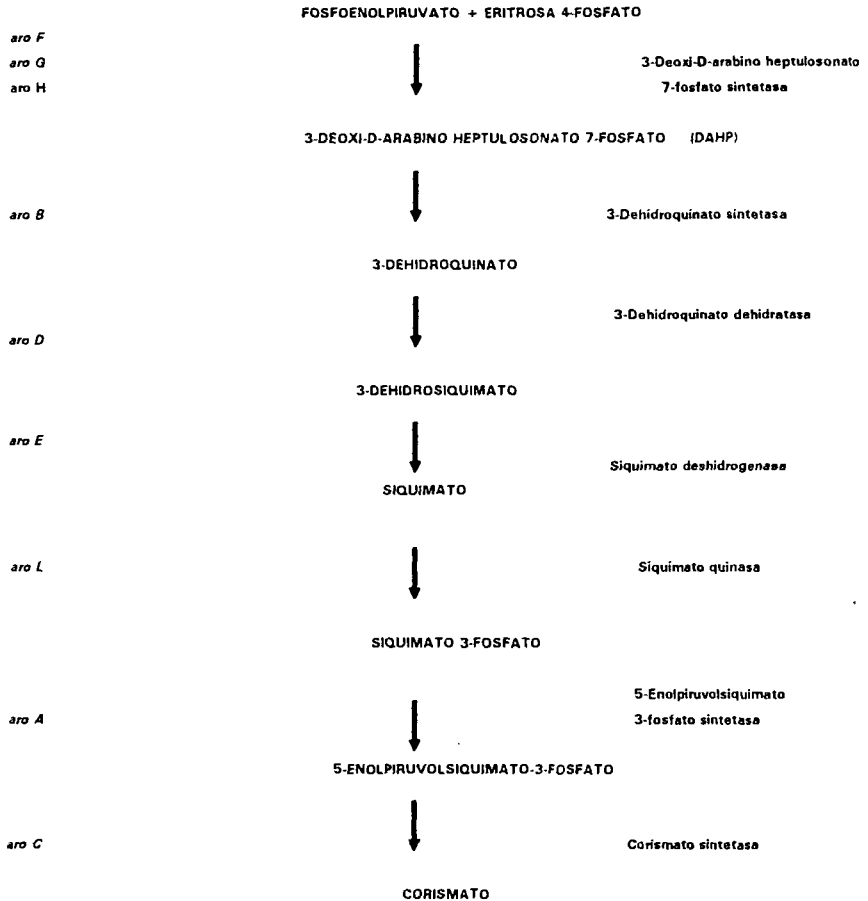 FOSFOENOLPIRUVATO + ERITROSA 4-FOSFATO
aro F
aro G 3-Deoxi-D-arabino heptulosonato
aro H 7-fosfato sintetasa
3-DEOXI-D-ARABINO HEPTULOSONATO 7-FOSFATO (DAHP)
aro B 3-Dehidroquinato sintetasa
3-DEHIDROQUINATO
3-Dehidroquinato dehidratasa
aro D
3-DEHIDROSIQUIMATO
aro E
Siquimato deshidrogenasa
SIQUIMATO
aro L Siquimato quinasa
SIQUIMATO 3-FOSFATO
5-Enolpiruvolsiquimato
aro A 3-fosfato sintetasa
5-ENOLPIRUVOLSIQUIMATO-3-FOSFATO
aro C Corismato sintetasa
CORISMATO